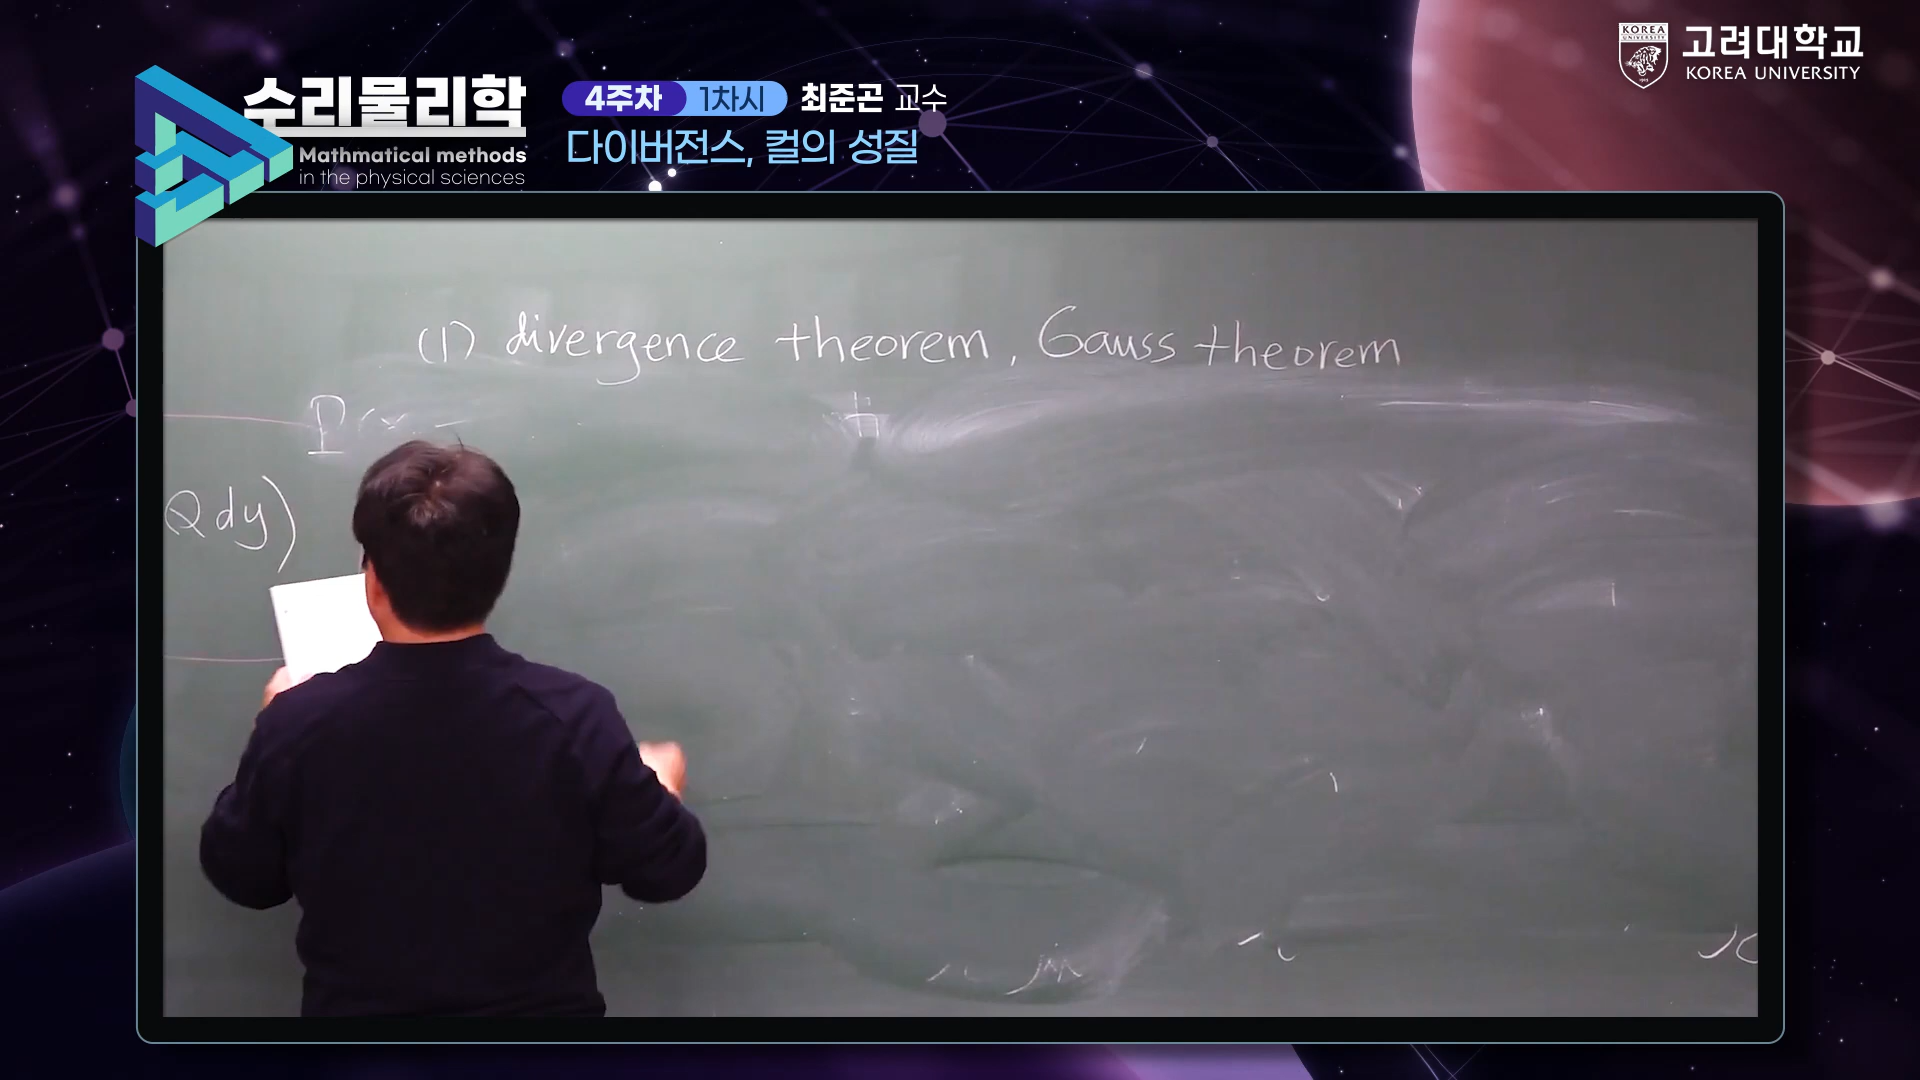 고려대학교
KOREA UNIVERSITY
KOREA
UNIVERSITY
수리물리학
Mathmatical methods
in the physical sciences
4주차 1차시 최준곤 교수
다이버전스, 컬의 성질
(1) divergence theorem, Gauss theorem
P(x
Qdy)